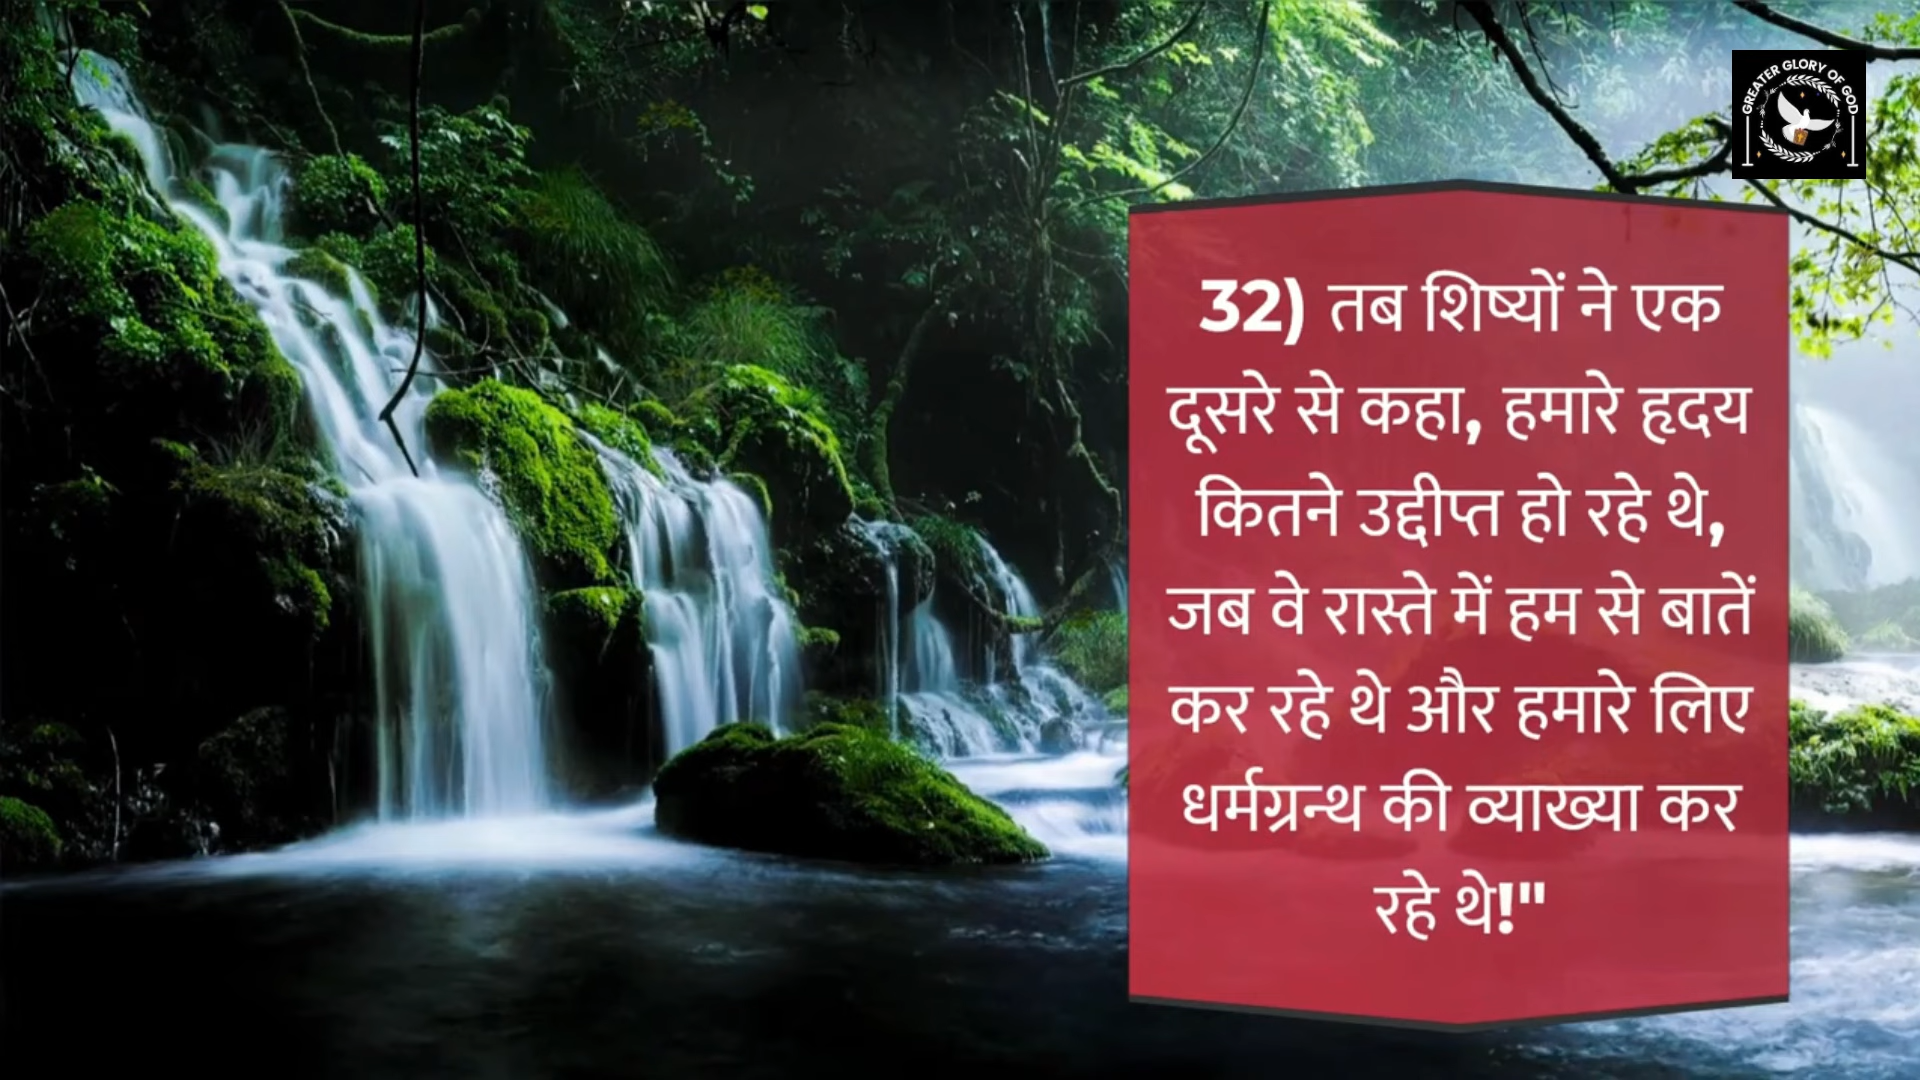 GREATER GLORY OF GOD
32) तब शिष्यों ने एक
दूसरे से कहा, हमारे हृदय
कितने उद्दीप्त हो रहे थे,
जब वे रास्ते में हम से बातें
कर रहे थे और हमारे लिए
धर्मग्रन्थ की व्याख्या कर
रहे थे!"